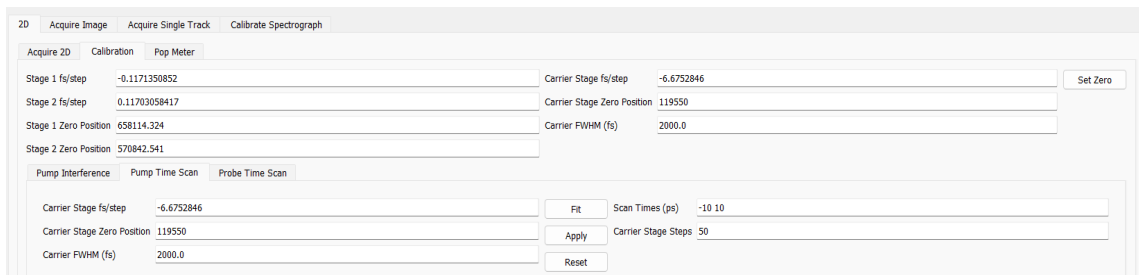 2D Acquire Image Acquire Single Track Calibrate Spectrograph
Acquire 2D Calibration Pop Meter
Stage 1 fs/step -0.1171350852 Carrier Stage fs/step -6.6752846 Set Zero
Stage 2 fs/step 0.11703058417 Carrier Stage Zero Position 119550
Stage 1 Zero Position 658114.324 Carrier FWHM (fs) 2000.0
Stage 2 Zero Position 570842.541
Pump Interference Pump Time Scan Probe Time Scan
Carrier Stage fs/step -6.6752846 Fit Scan Times (ps) -10 10
Carrier Stage Zero Position 119550 Apply Carrier Stage Steps 50
Carrier FWHM (fs) 2000.0 Reset